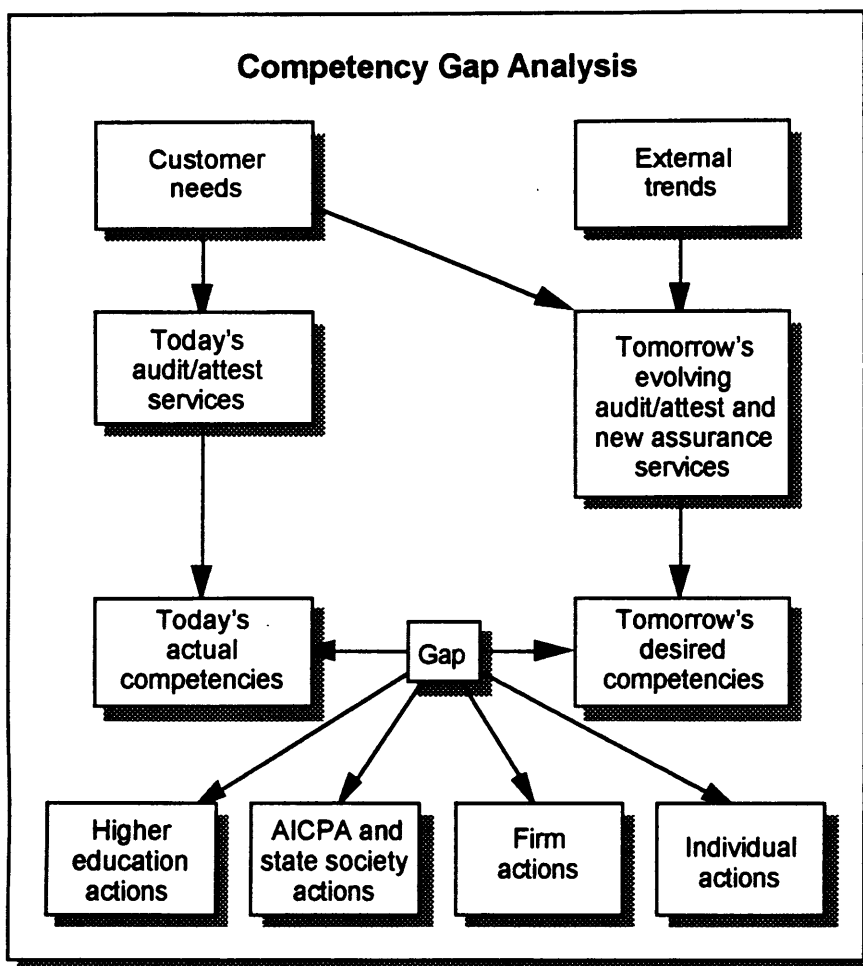 Competency Gap Analysis
Customer
needs
External
trends
Today's
audit/attest
services
Tomorrow's
evolving
audit/attest and
new assurance
services
Today's
actual
competencies
Gap
Tomorrow's
desired
competencies
Higher
education
actions
AICPA and
state society
actions
Firm
actions
Individual
actions